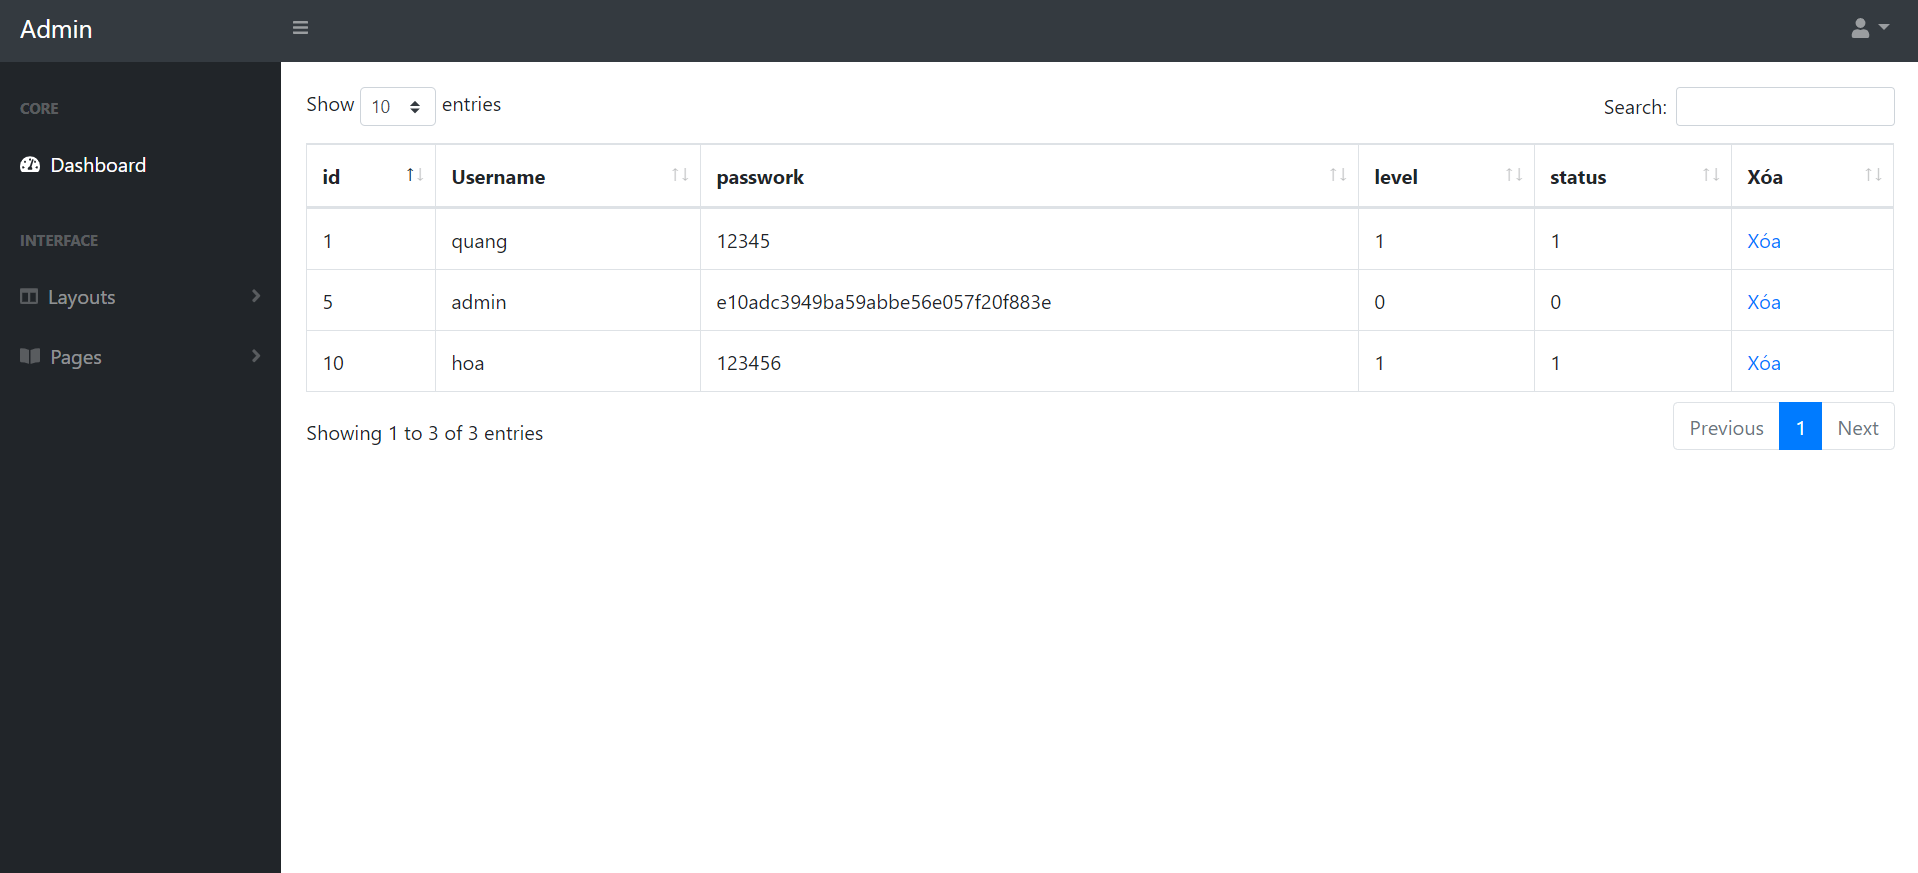 Admin
CORE
Dashboard
INTERFACE
Layouts
Pages
Show 10 entries Search:
id Username passwork level status Xóa
1 quang 12345 1 1 Xóa
5 admin e10adc3949ba59abbe56e057f20f883e 0 0 Xóa
10 hoa 123456 1 1 Xóa
Showing 1 to 3 of 3 entries Previous 1 Next